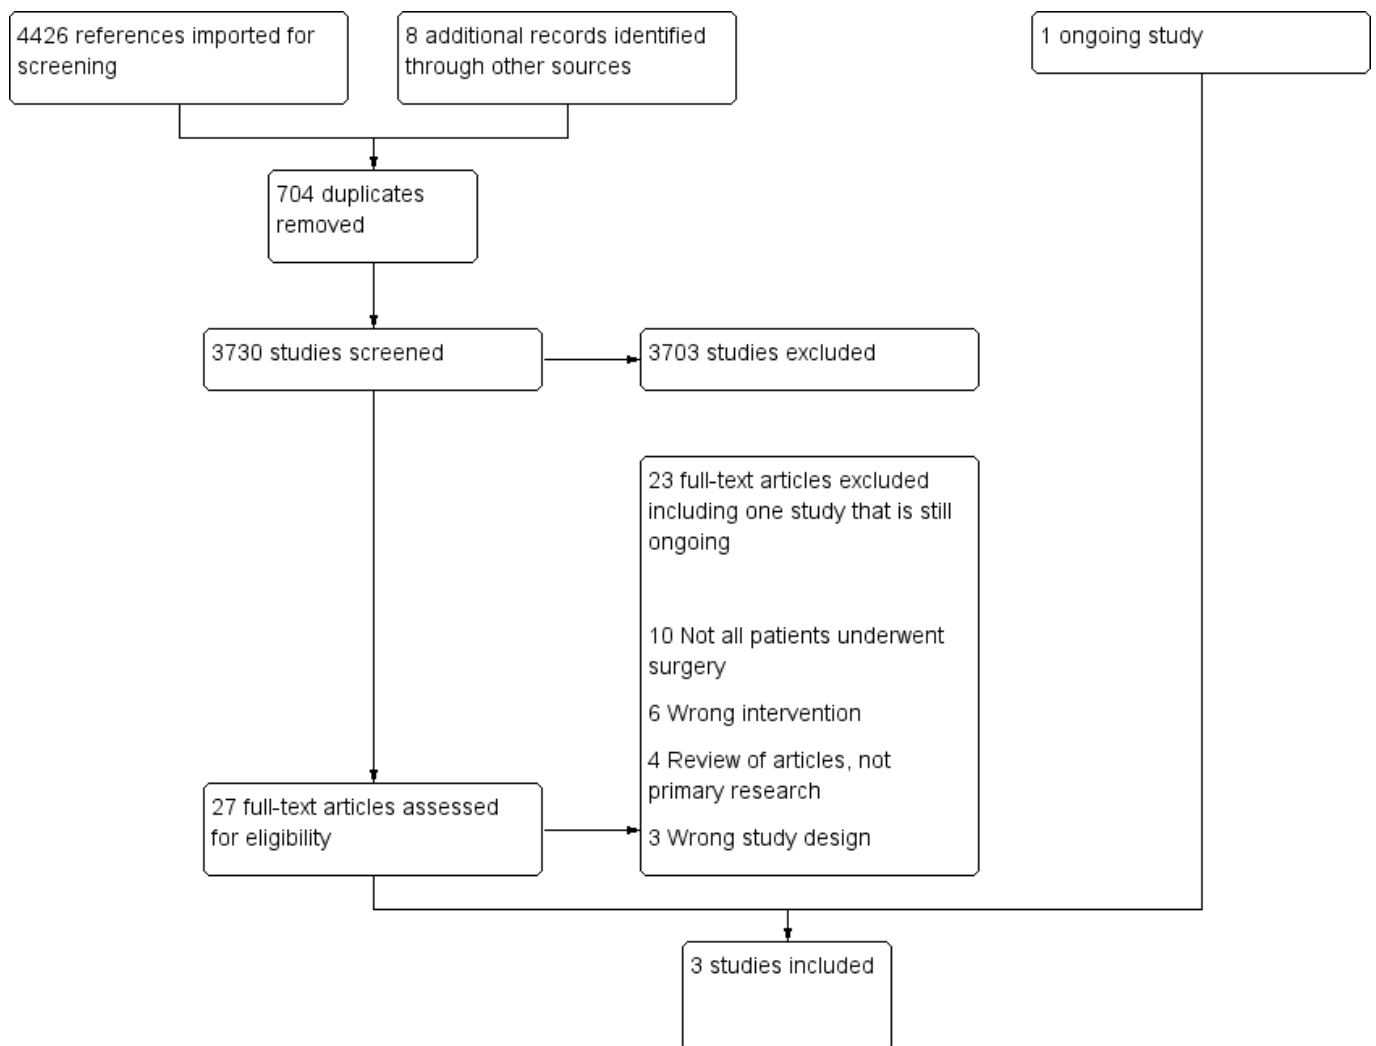 4426 references imported for
screening
8 additional records identified
through other sources
1 ongoing study
704 duplicates
removed
3730 studies screened
3703 studies excluded
23 full-text articles excluded
including one study that is still
ongoing
10 Not all patients underwent
surgery
6 Wrong intervention
4 Review of articles, not
primary research
3 Wrong study design
27 full-text articles assessed
for eligibility
3 studies included